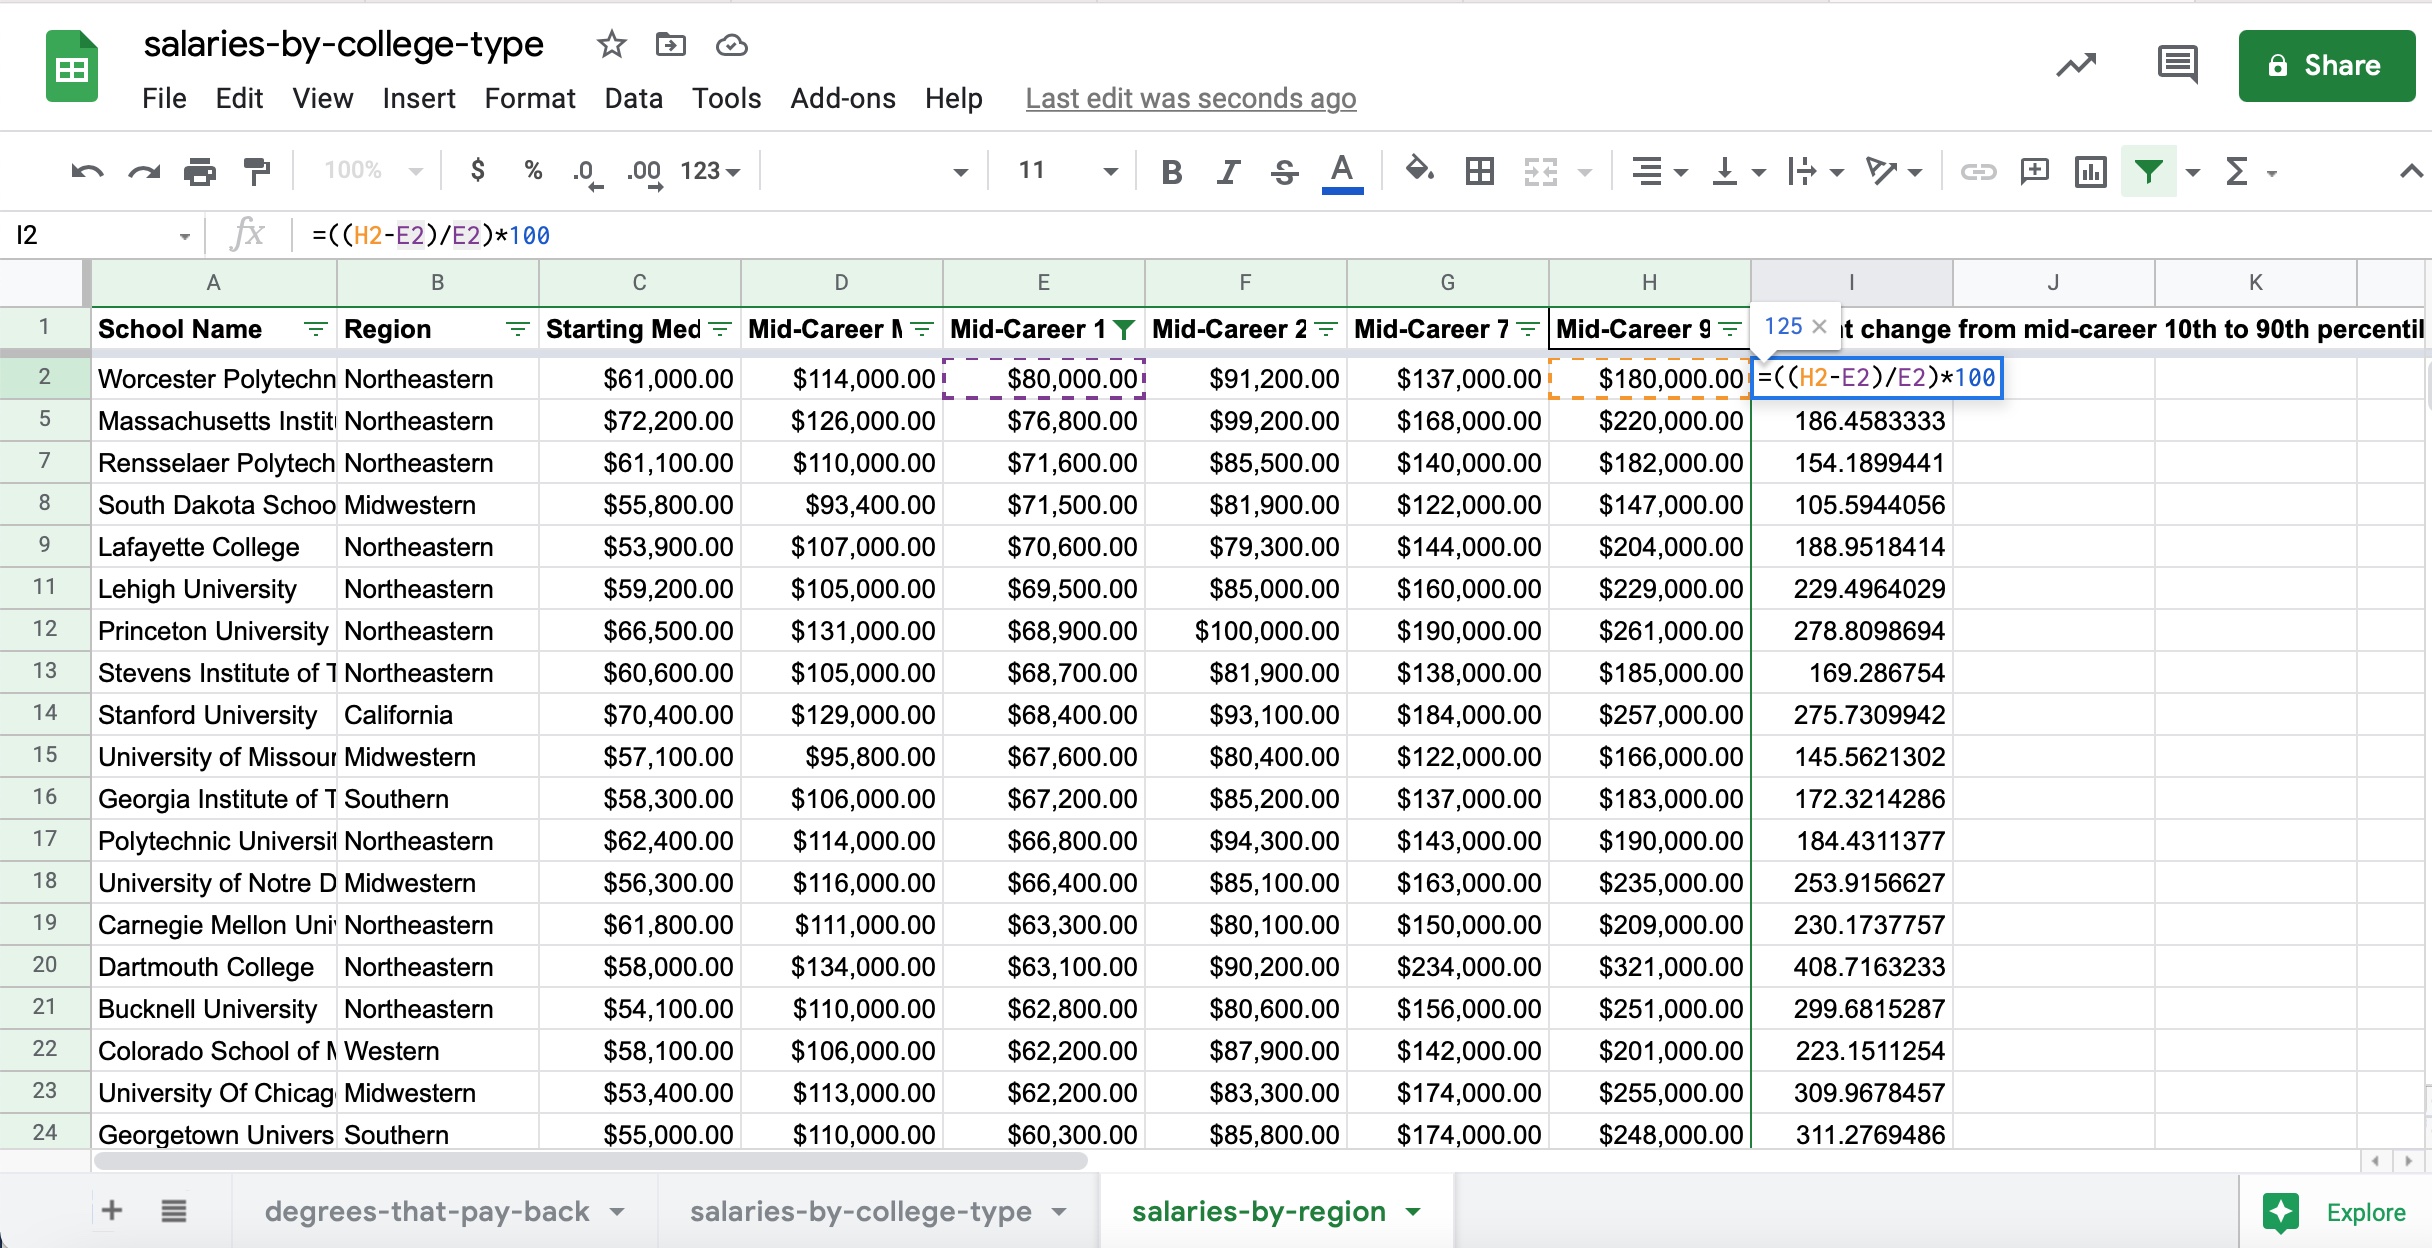 salaries-by-college-type
File Edit View Insert Format Data Tools Add-ons Help Last edit was seconds ago
Share
100% $ % .0 .00 123 11 B I S A Σ
I2 fx =((H2-E2)/E2)*100
A B C D E F G H I J K
1 School Name Region Starting Med Mid-Career M Mid-Career 1 Mid-Career 2 Mid-Career 7 Mid-Career 9 125 × t change from mid-career 10th to 90th percentil
2 Worcester Polytechn Northeastern $61,000.00 $114,000.00 $80,000.00 $91,200.00 $137,000.00 $180,000.00 =((H2-E2)/E2)*100
5 Massachusetts Instit Northeastern $72,200.00 $126,000.00 $76,800.00 $99,200.00 $168,000.00 $220,000.00 186.4583333
7 Rensselaer Polytech Northeastern $61,100.00 $110,000.00 $71,600.00 $85,500.00 $140,000.00 $182,000.00 154.1899441
8 South Dakota Schoo Midwestern $55,800.00 $93,400.00 $71,500.00 $81,900.00 $122,000.00 $147,000.00 105.5944056
9 Lafayette College Northeastern $53,900.00 $107,000.00 $70,600.00 $79,300.00 $144,000.00 $204,000.00 188.9518414
11 Lehigh University Northeastern $59,200.00 $105,000.00 $69,500.00 $85,000.00 $160,000.00 $229,000.00 229.4964029
12 Princeton University Northeastern $66,500.00 $131,000.00 $68,900.00 $100,000.00 $190,000.00 $261,000.00 278.8098694
13 Stevens Institute of T Northeastern $60,600.00 $105,000.00 $68,700.00 $81,900.00 $138,000.00 $185,000.00 169.286754
14 Stanford University California $70,400.00 $129,000.00 $68,400.00 $93,100.00 $184,000.00 $257,000.00 275.7309942
15 University of Missour Midwestern $57,100.00 $95,800.00 $67,600.00 $80,400.00 $122,000.00 $166,000.00 145.5621302
16 Georgia Institute of T Southern $58,300.00 $106,000.00 $67,200.00 $85,200.00 $137,000.00 $183,000.00 172.3214286
17 Polytechnic Universit Northeastern $62,400.00 $114,000.00 $66,800.00 $94,300.00 $143,000.00 $190,000.00 184.4311377
18 University of Notre D Midwestern $56,300.00 $116,000.00 $66,400.00 $85,100.00 $163,000.00 $235,000.00 253.9156627
19 Carnegie Mellon Uni Northeastern $61,800.00 $111,000.00 $63,300.00 $80,100.00 $150,000.00 $209,000.00 230.1737757
20 Dartmouth College Northeastern $58,000.00 $134,000.00 $63,100.00 $90,200.00 $234,000.00 $321,000.00 408.7163233
21 Bucknell University Northeastern $54,100.00 $110,000.00 $62,800.00 $80,600.00 $156,000.00 $251,000.00 299.6815287
22 Colorado School of M Western $58,100.00 $106,000.00 $62,200.00 $87,900.00 $142,000.00 $201,000.00 223.1511254
23 University Of Chicag Midwestern $53,400.00 $113,000.00 $62,200.00 $83,300.00 $174,000.00 $255,000.00 309.9678457
24 Georgetown Univers Southern $55,000.00 $110,000.00 $60,300.00 $85,800.00 $174,000.00 $248,000.00 311.2769486
degrees-that-pay-back salaries-by-college-type salaries-by-region Explore